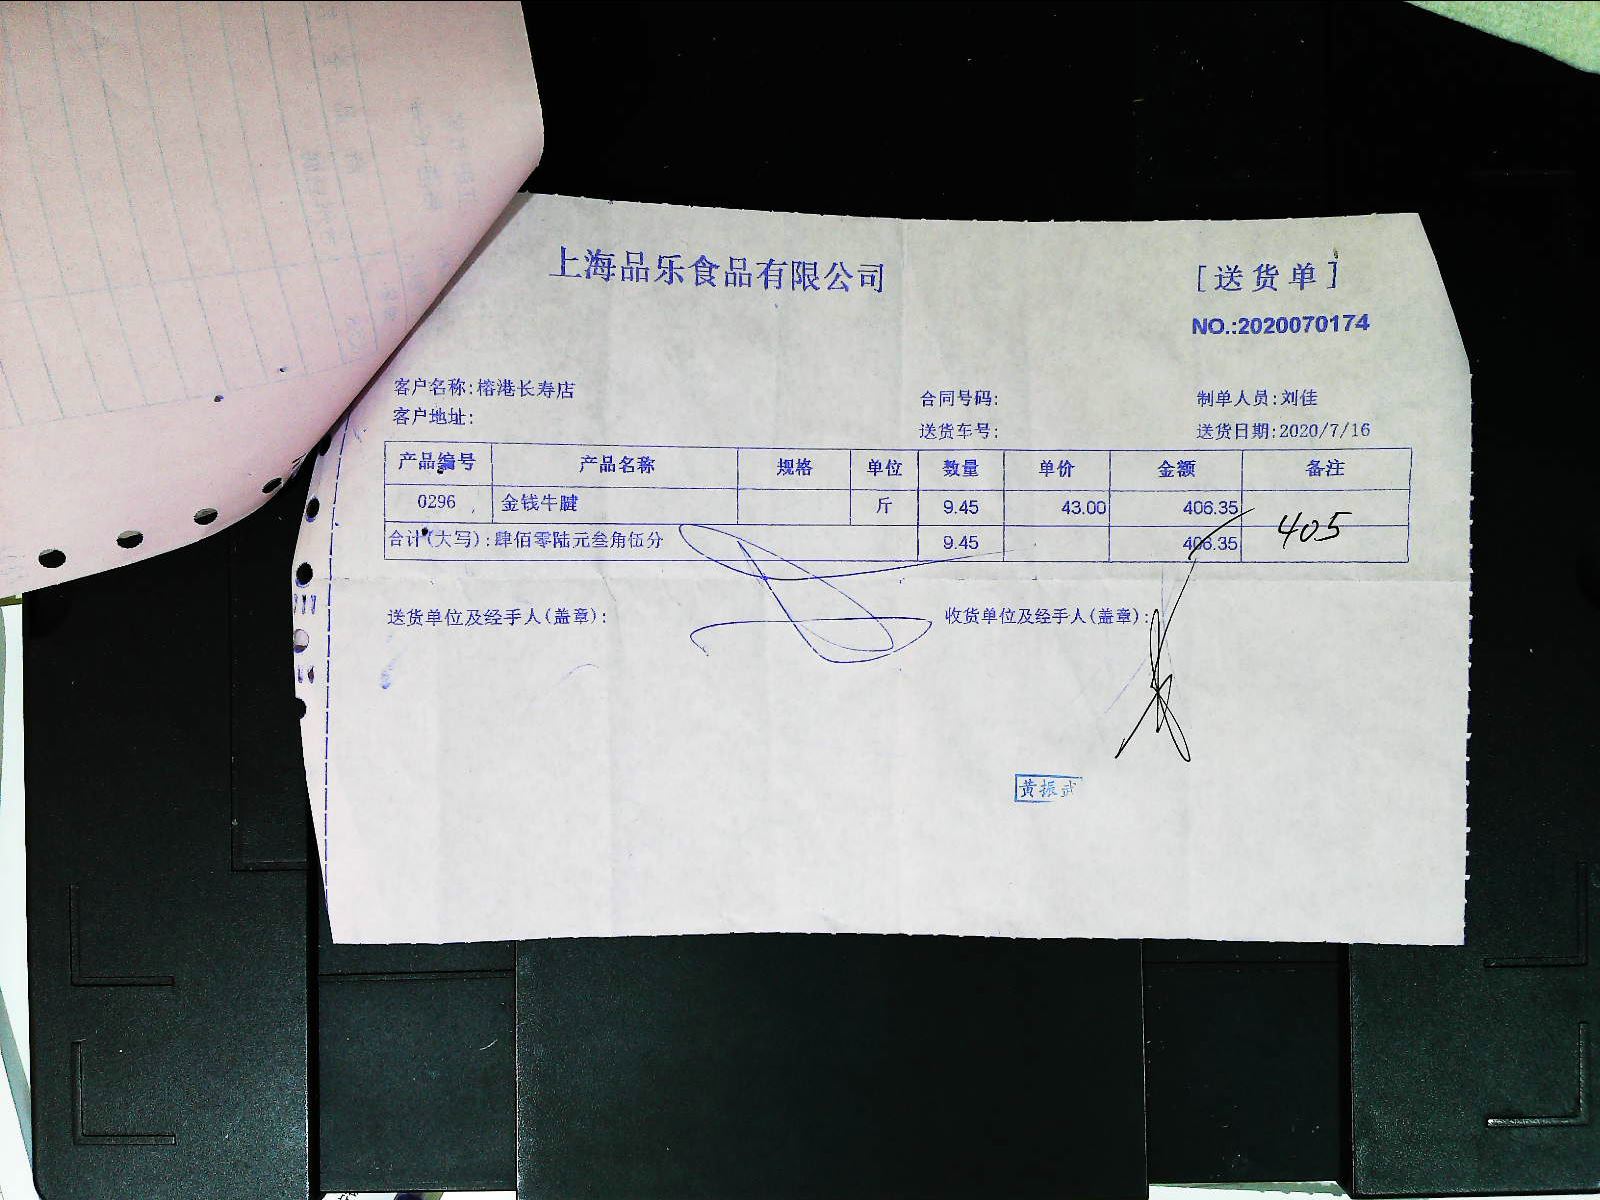 上海品乐食品有限公司
[送货单]
NO.:2020070174
客户名称:榕港长寿店 合同号码: 制单人员:刘佳
客户地址: 送货车号: 送货日期:2020/7/16
产品编号 产品名称 规格 单位 数量 单价 金额 备注
0296 金钱牛腱 斤 9.45 43.00 406.35
405
合计(大写):肆佰零陆元叁角伍分 9.45 406.35
送货单位及经手人(盖章): 收货单位及经手人(盖章):
黄振武